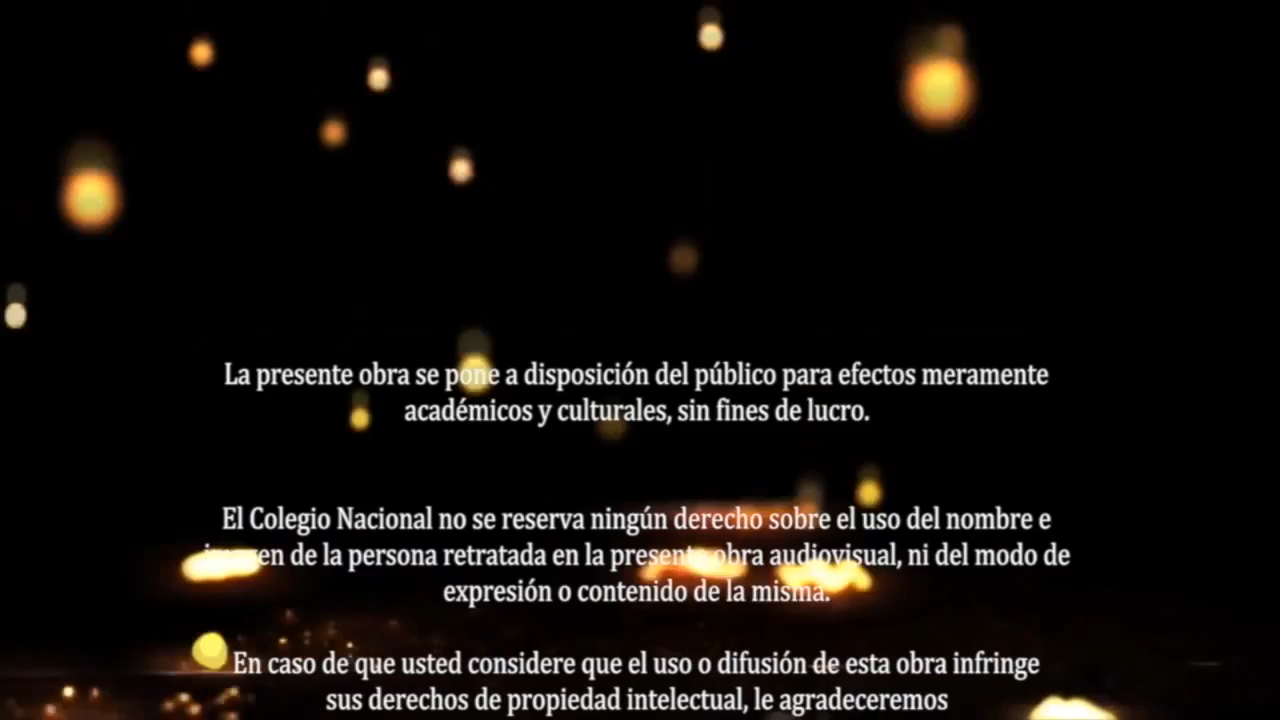 La presente obra se pone a disposición del público para efectos meramente
académicos y culturales, sin fines de lucro.
El Colegio Nacional no se reserva ningún derecho sobre el uso del nombre e
imagen de la persona retratada en la presente obra audiovisual, ni del modo de
expresión o contenido de la misma.
En caso de que usted considere que el uso o difusión de esta obra infringe
sus derechos de propiedad intelectual, le agradeceremos